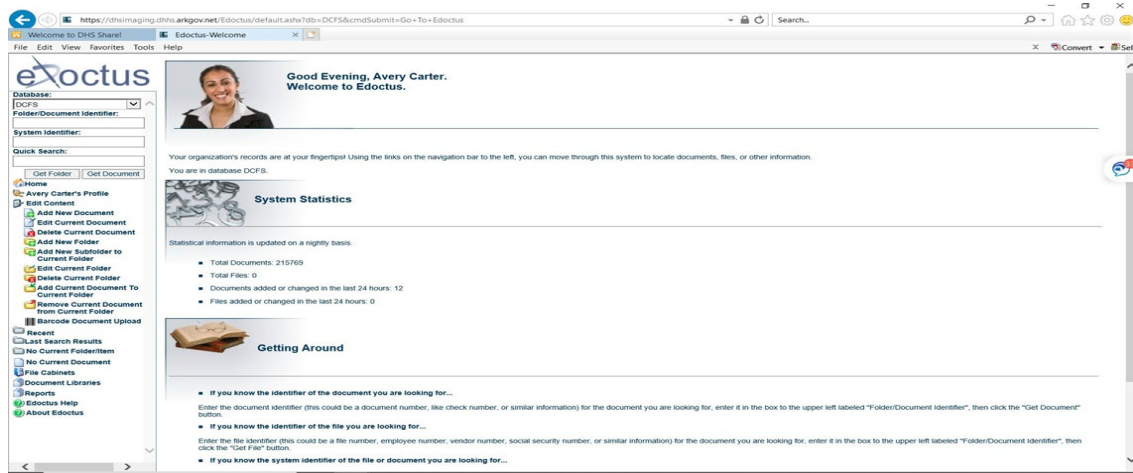 https://dhsimaging.dhhs.arkgov.net/Edoctus/default.ashx?db=DCFS&cmdSubmit=Go+To+Edoctus
Search...
Welcome to DHS Share!
Edoctus-Welcome
File Edit View Favorites Tools Help
Convert
Sel
eXoctus
Database:
DCFS
Folder/Document Identifier:
System Identifier:
Quick Search:
Get Folder Get Document
Home
Avery Carter's Profile
Edit Content
Add New Document
Edit Current Document
Delete Current Document
Add New Folder
Add New Subfolder to
Current Folder
Edit Current Folder
Delete Current Folder
Add Current Document To
Current Folder
Remove Current Document
from Current Folder
Barcode Document Upload
Recent
Last Search Results
No Current Folder/Item
No Current Document
File Cabinets
Document Libraries
Reports
Edoctus Help
About Edoctus
Good Evening, Avery Carter.
Welcome to Edoctus.
Your organization's records are at your fingertips! Using the links on the navigation bar to the left, you can move through this system to locate documents, files, or other information.
You are in database DCFS.
System Statistics
Statistical information is updated on a nightly basis.
Total Documents: 215769
Total Files: 0
Documents added or changed in the last 24 hours: 12
Files added or changed in the last 24 hours: 0
Getting Around
If you know the identifier of the document you are looking for...
Enter the document identifier (this could be a document number, like check number, or similar information) for the document you are looking for, enter it in the box to the upper left labeled "Folder/Document Identifier", then click the "Get Document"
button.
If you know the identifier of the file you are looking for...
Enter the file identifier (this could be a file number, employee number, vendor number, social security number, or similar information) for the document you are looking for, enter it in the box to the upper left labeled "Folder/Document Identifier", then
click the "Get File" button.
If you know the system identifier of the file or document you are looking for...